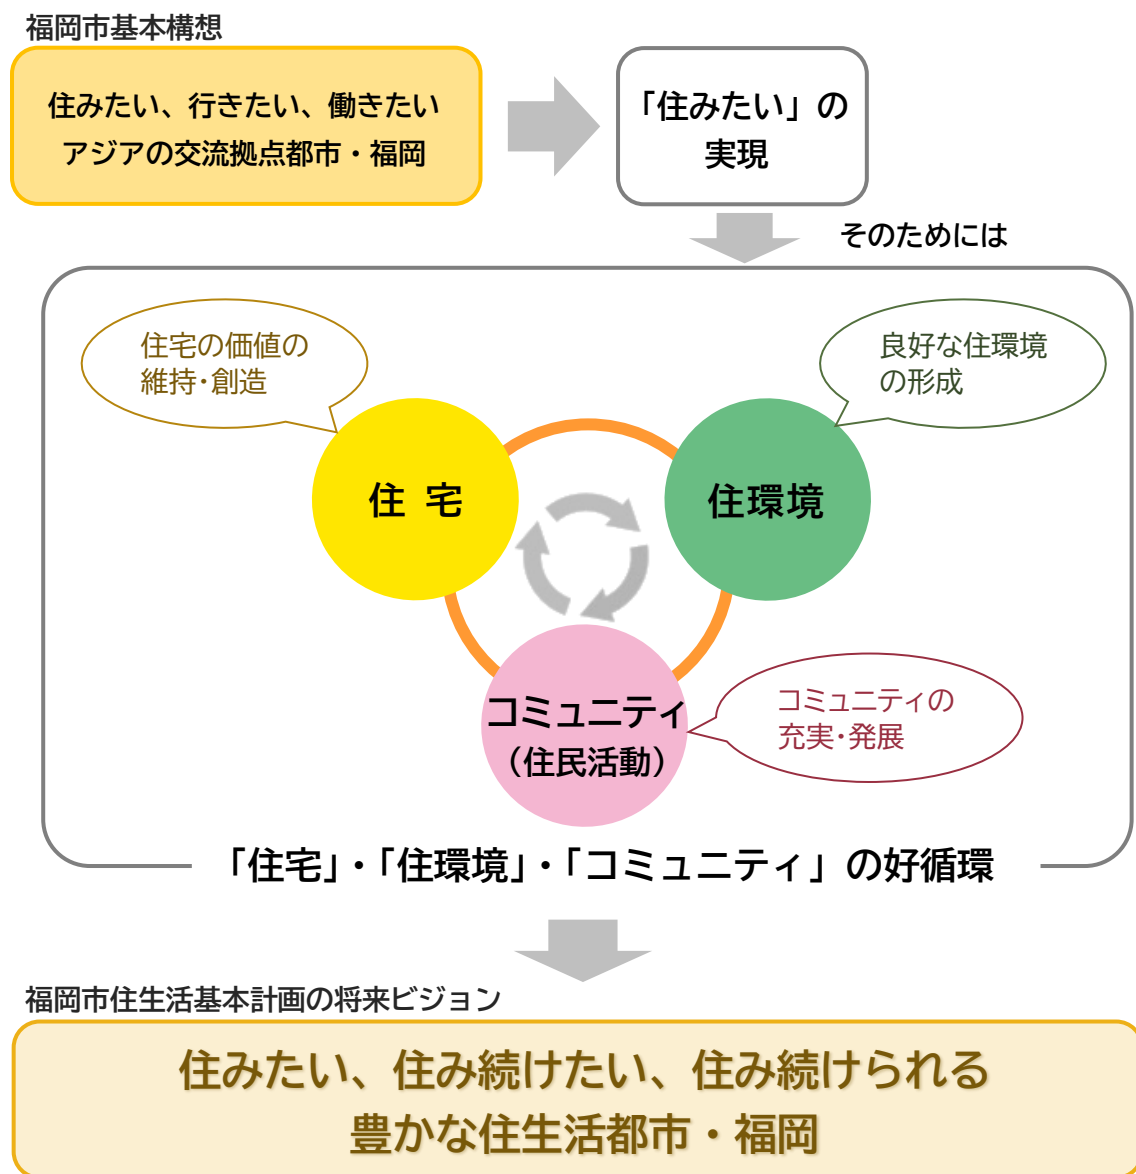 福岡市基本構想
住みたい、行きたい、働きたい
アジアの交流拠点都市・福岡
「住みたい」の
実現
そのためには
住宅の価値の
維持・創造
良好な住環境
の形成
住 宅
住環境
コミュニティ
（住民活動）
コミュニティの
充実・発展
「住宅」・「住環境」・「コミュニティ」の好循環
福岡市住生活基本計画の将来ビジョン
住みたい、住み続けたい、住み続けられる
豊かな住生活都市・福岡